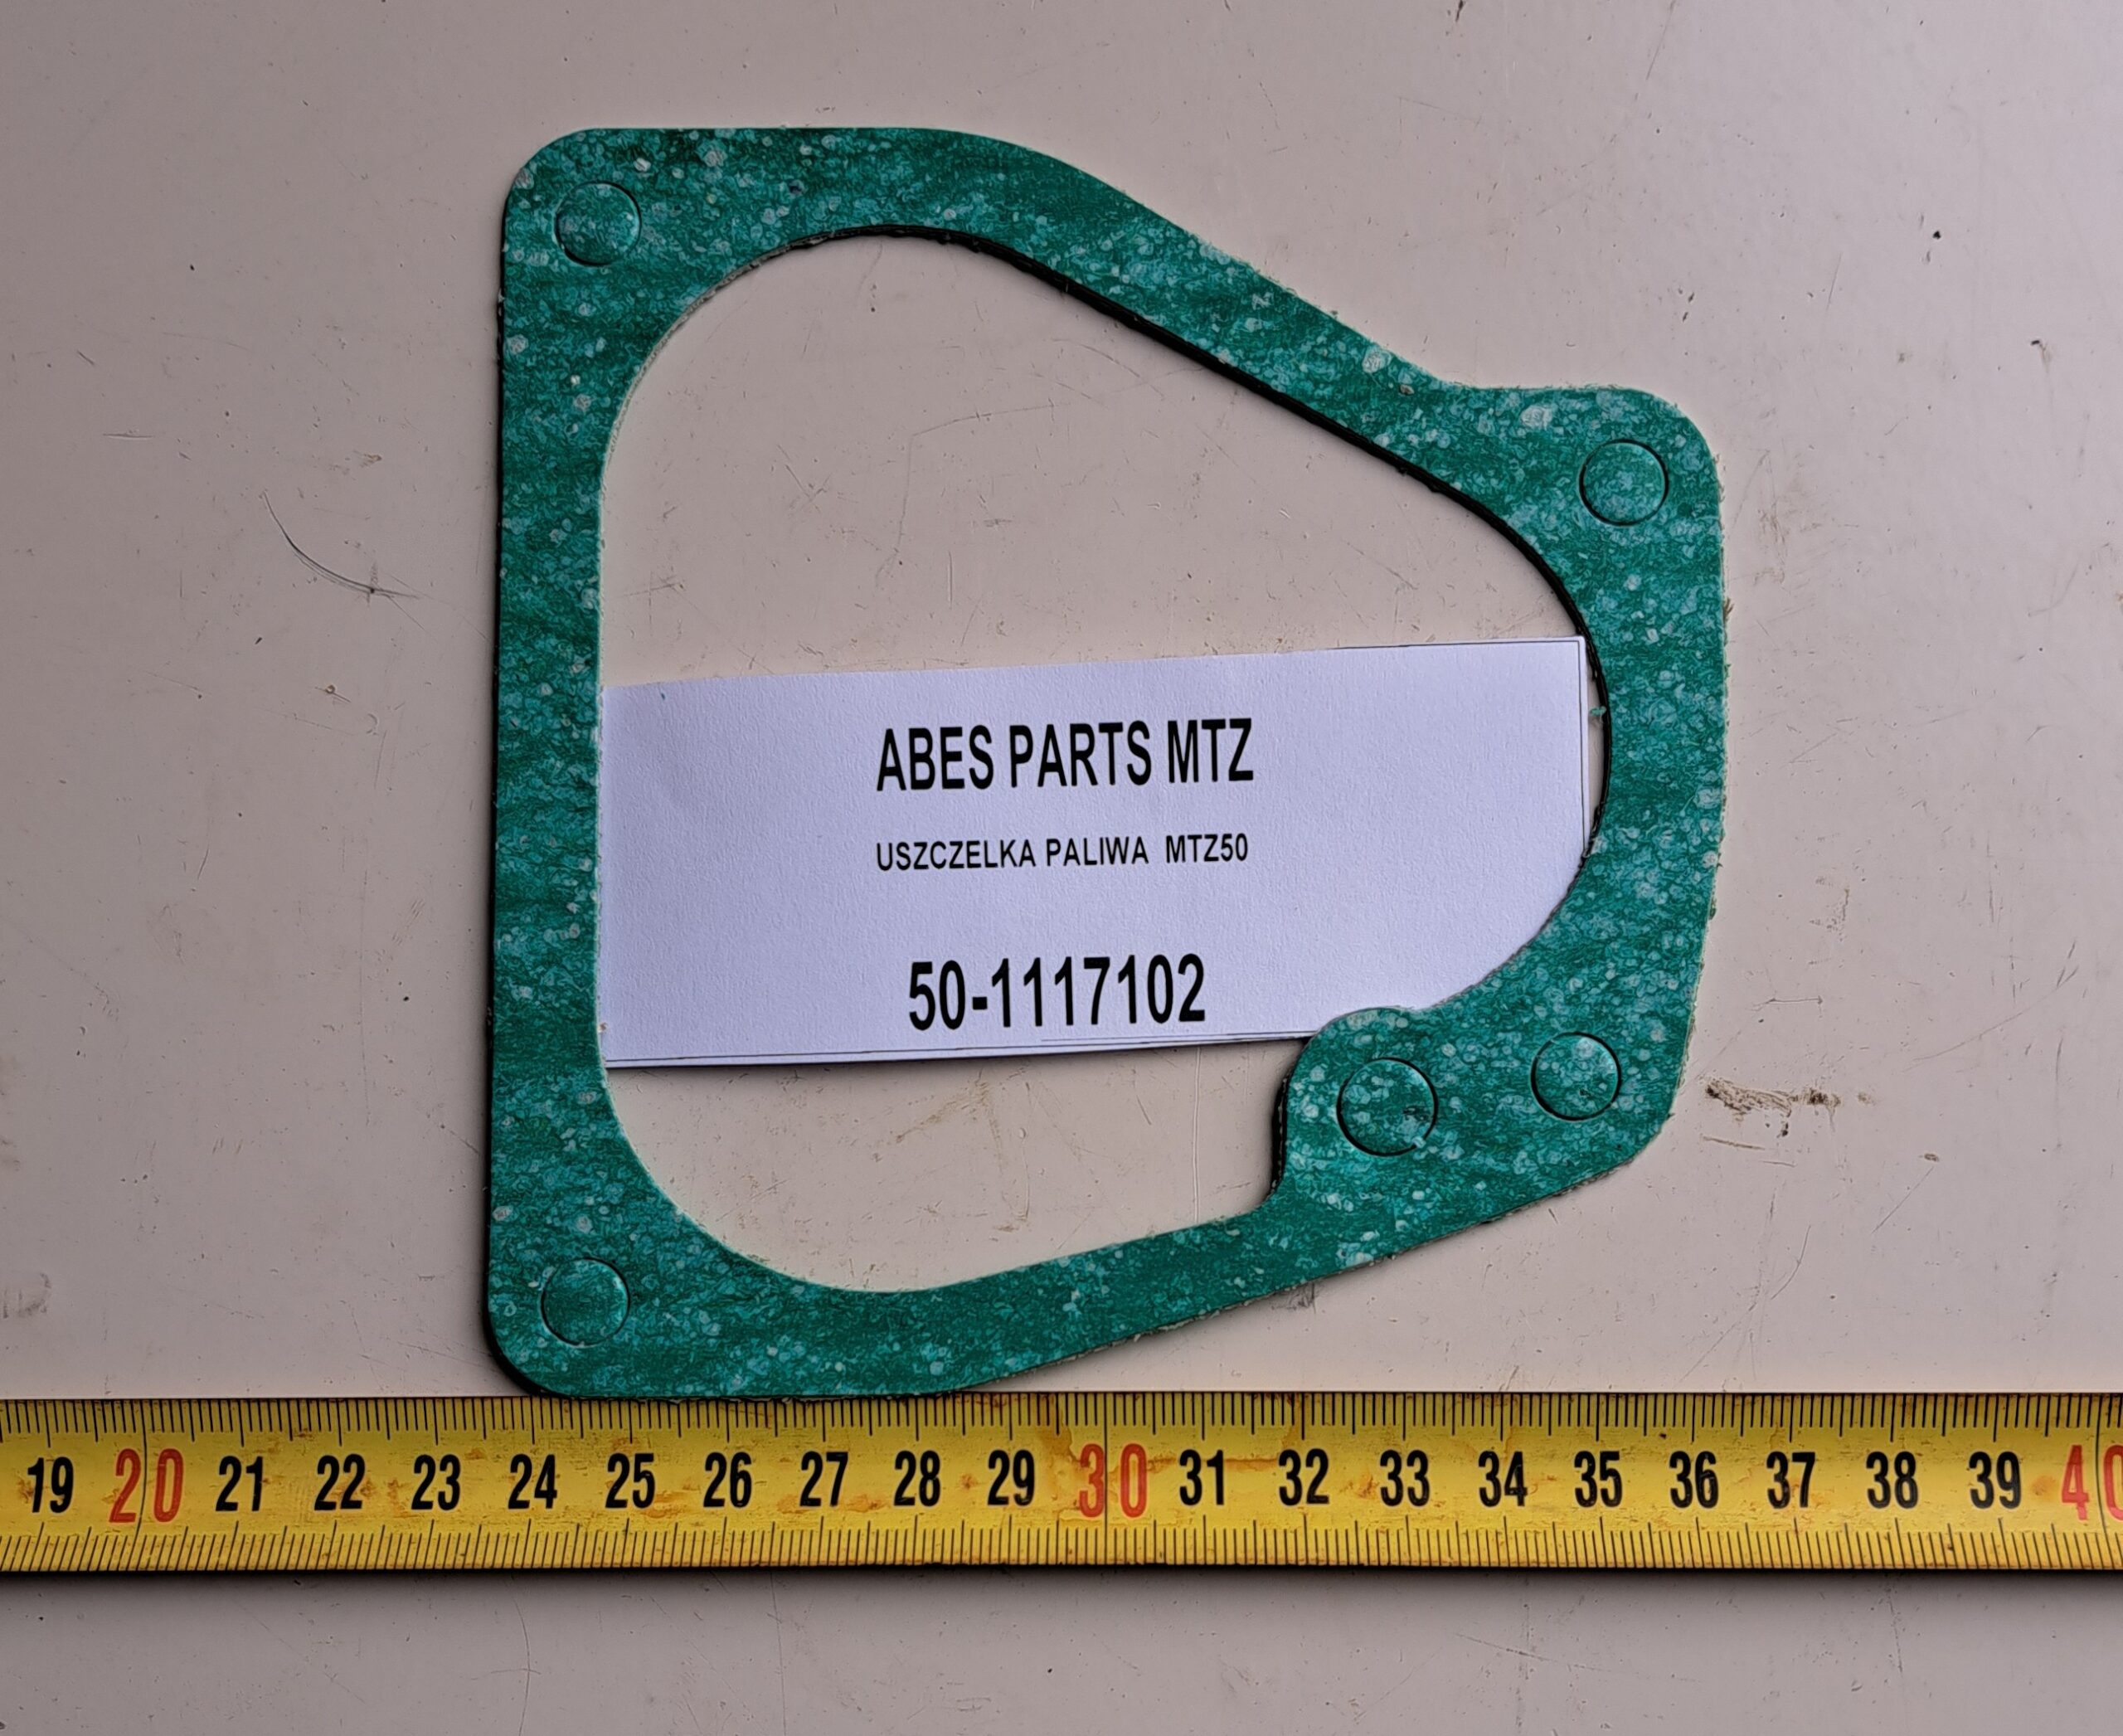 ABES PARTS MTZ
USZCZELKA PALIWA MTZ50
50-1117102
19 20 21 22 23 24 25 26 27 28 29 30 31 32 33 34 35 36 37 38 39 40